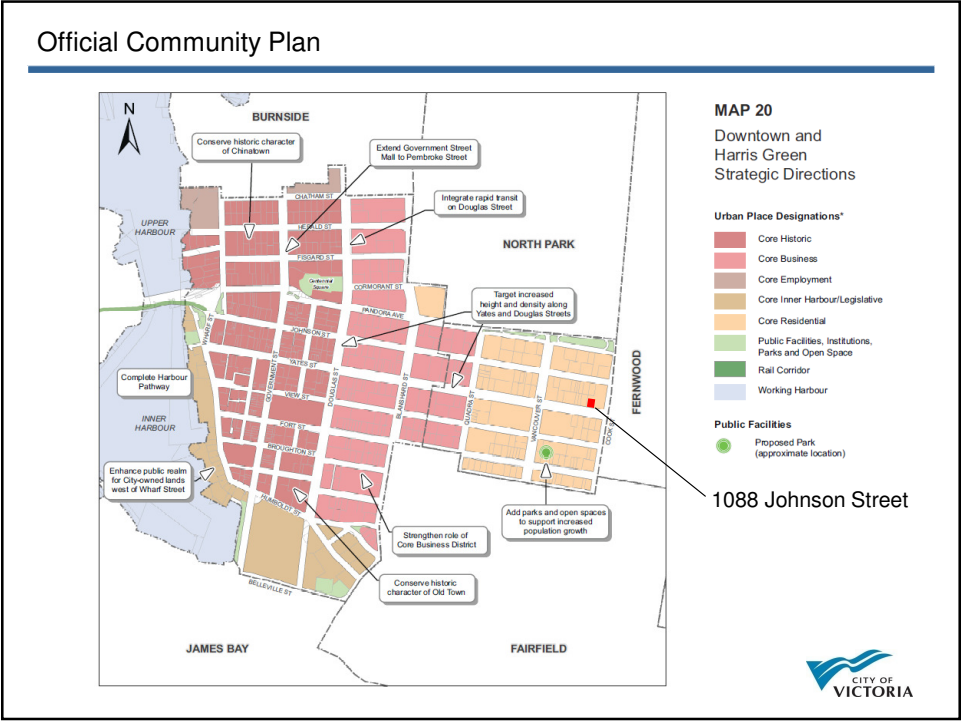 Official Community Plan
N
BURNSIDE
Conserve historic character
of Chinatown
Extend Government Street
Mall to Pembroke Street
CHATHAM ST
Integrate rapid transit
on Douglas Street
UPPER
HARBOUR
HERALD ST
NORTH PARK
FISGARD ST
Centennial
Square
CORMORANT ST
Target increased
height and density along
Yates and Douglas Streets
PANDORA AVE
WHARF ST
JOHNSON ST
YATES ST
GOVERNMENT ST
DOUGLAS ST
BLANSHARD ST
QUADRA ST
VANCOUVER ST
COOK ST
FERNWOOD
Complete Harbour
Pathway
VIEW ST
INNER
HARBOUR
FORT ST
BROUGHTON ST
Enhance public realm
for City-owned lands
west of Wharf Street
HUMBOLDT ST
Add parks and open spaces
to support increased
population growth
Strengthen role of
Core Business District
Conserve historic
character of Old Town
BELLEVILLE ST
JAMES BAY
FAIRFIELD
MAP 20
Downtown and
Harris Green
Strategic Directions
Urban Place Designations*
Core Historic
Core Business
Core Employment
Core Inner Harbour/Legislative
Core Residential
Public Facilities, Institutions,
Parks and Open Space
Rail Corridor
Working Harbour
Public Facilities
Proposed Park
(approximate location)
1088 Johnson Street
CITY OF
VICTORIA